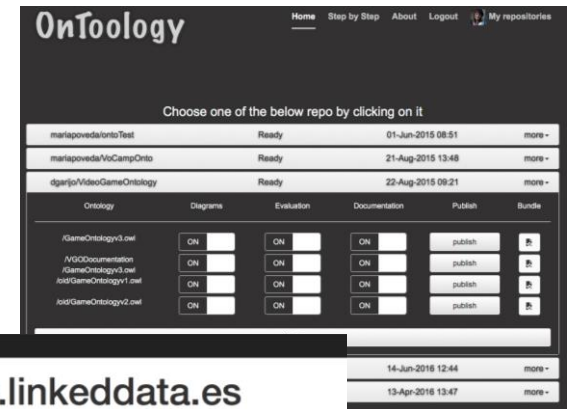 OnToology
Home Step by Step About Logout My repositories
Choose one of the below repo by clicking on it
mariapoveda/ontoTest Ready 01-Jun-2015 08:51 more
mariapoveda/VoCampOnto Ready 21-Aug-2015 13:48 more
dgarijo/VideoGameOntology Ready 22-Aug-2015 09:21 more
Ontology Diagrams Evaluation Documentation Publish Bundle
/GameOntologyv3.owl ON ON ON publish
/VGODocumentation
/GameOntologyv3.owl ON ON ON publish
/old/GameOntologyv1.owl ON ON ON publish
/old/GameOntologyv2.owl ON ON ON publish
14-Jun-2016 12:44 more
.linkeddata.es
13-Apr-2016 13:47 more